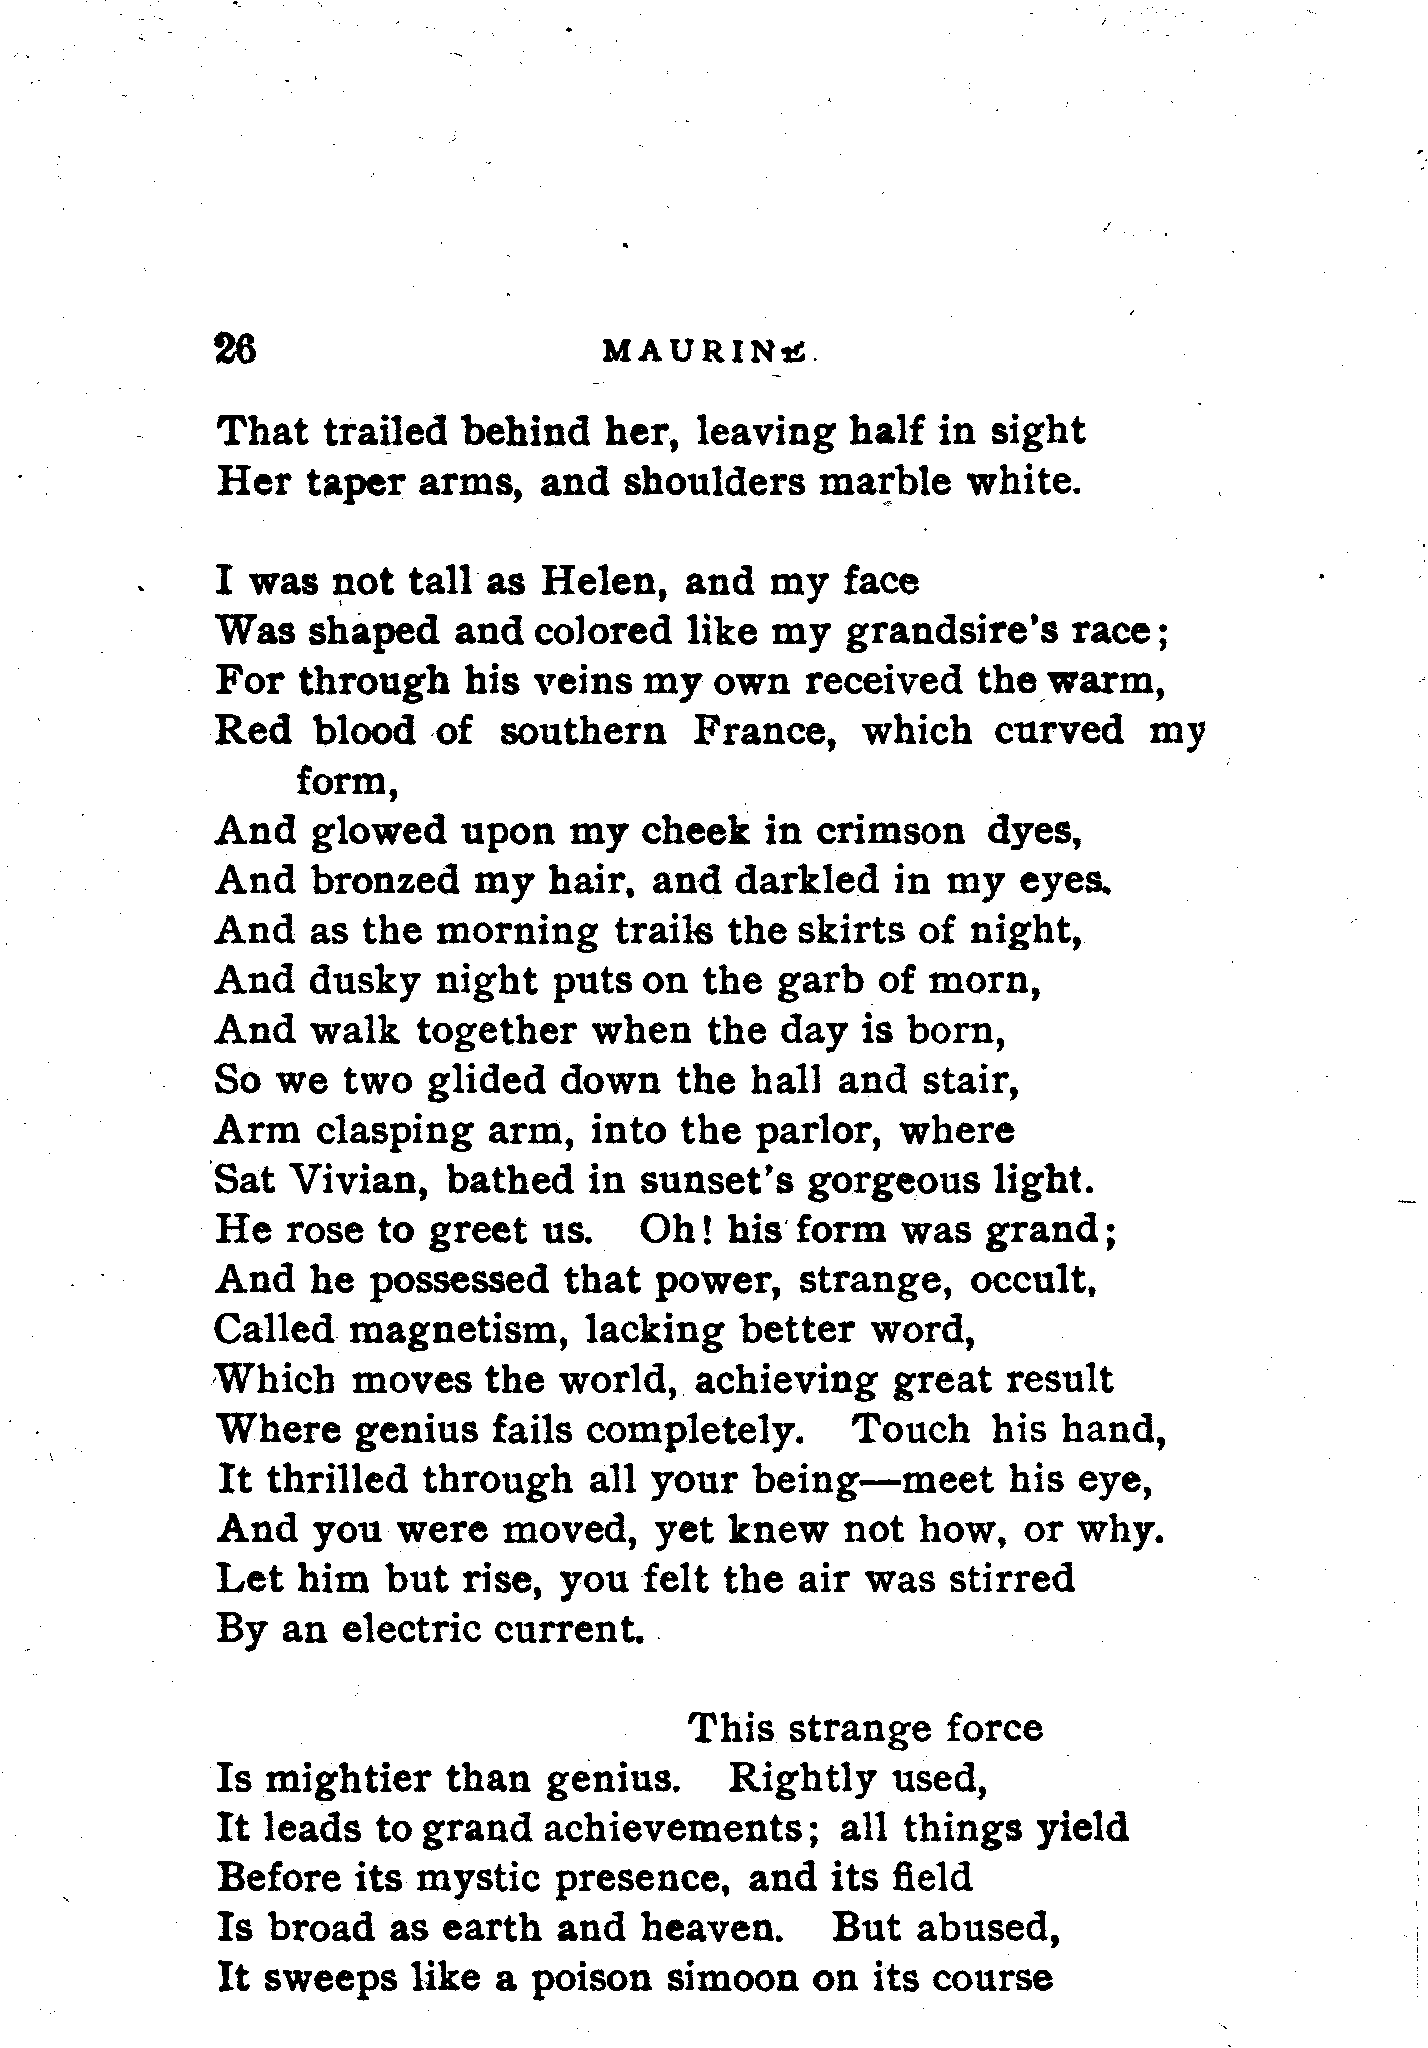 26 MAURINE.
That trailed behind her, leaving half in sight
Her taper arms, and shoulders marble white.
I was not tall as Helen, and my face
Was shaped and colored like my grandsire's race;
For through his veins my own received the warm,
Red blood of southern France, which curved my
form,
And glowed upon my cheek in crimson dyes,
And bronzed my hair, and darkled in my eyes.
And as the morning trails the skirts of night,
And dusky night puts on the garb of morn,
And walk together when the day is born,
So we two glided down the hall and stair,
Arm clasping arm, into the parlor, where
Sat Vivian, bathed in sunset's gorgeous light.
He rose to greet us. Oh! his form was grand;
And he possessed that power, strange, occult,
Called magnetism, lacking better word,
Which moves the world, achieving great result
Where genius fails completely. Touch his hand,
It thrilled through all your being—meet his eye,
And you were moved, yet knew not how, or why.
Let him but rise, you felt the air was stirred
By an electric current.
This strange force
Is mightier than genius. Rightly used,
It leads to grand achievements; all things yield
Before its mystic presence, and its field
Is broad as earth and heaven. But abused,
It sweeps like a poison simoon on its course